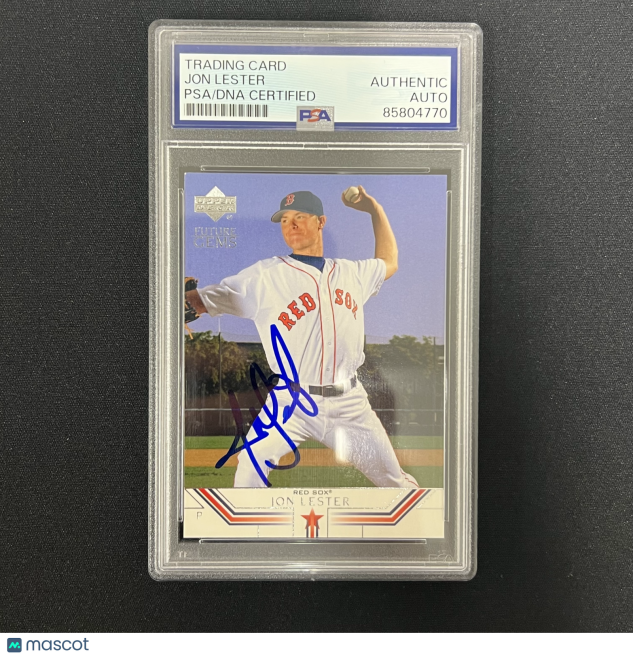 TRADING CARD
JON LESTER
PSA/DNA CERTIFIED
AUTHENTIC
AUTO
85804770
PSA
UPPER DECK
FUTURE
GEMS
RED SOX
RED SOX®
JON LESTER
P
mascot